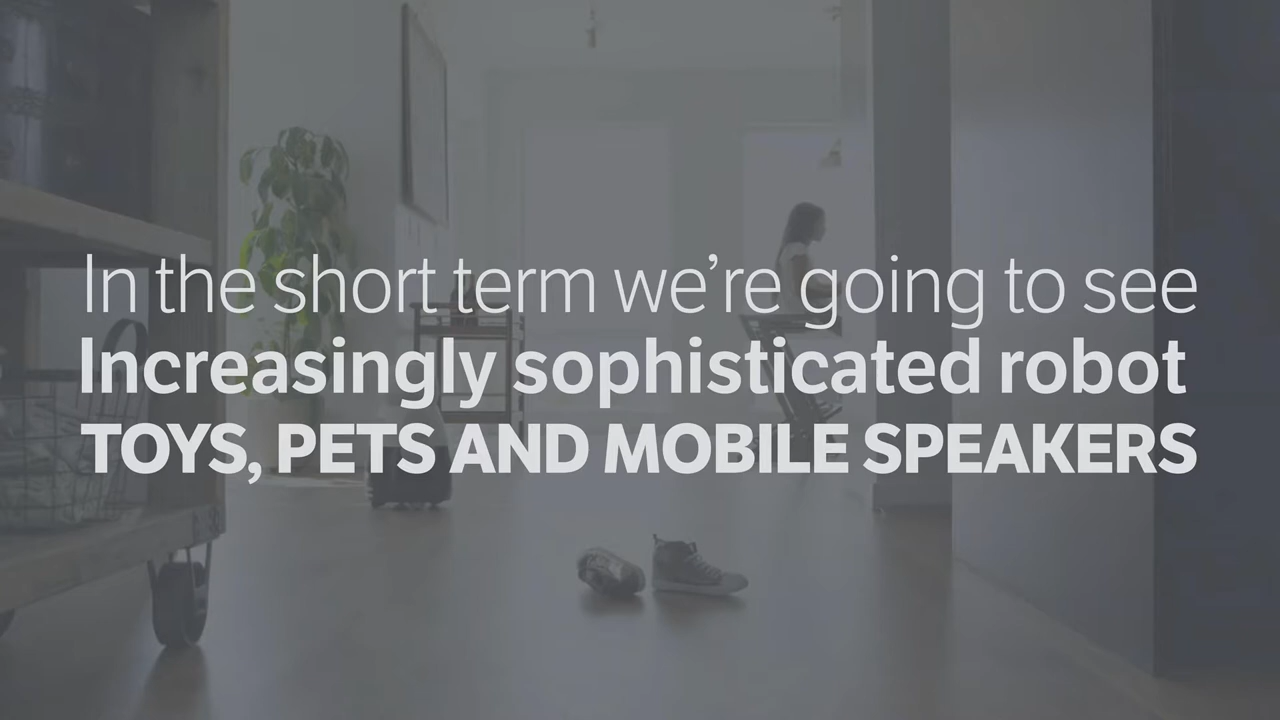 In the short term we’re going to see
Increasingly sophisticated robot
TOYS, PETS AND MOBILE SPEAKERS